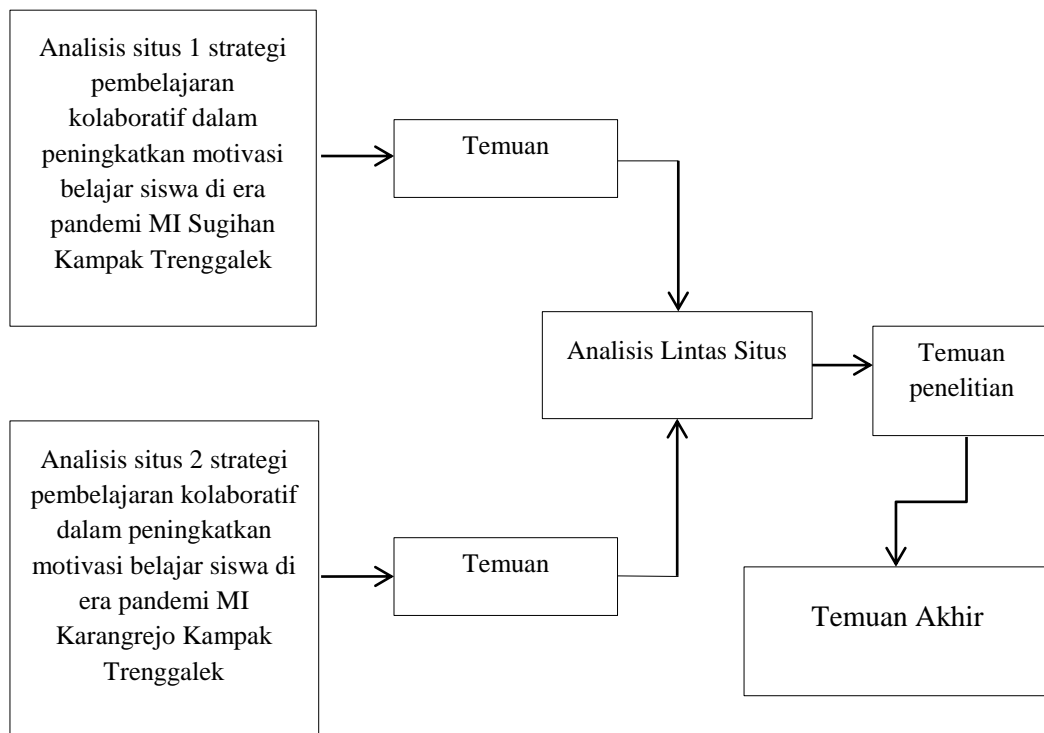 Analisis situs 1 strategi
pembelajaran
kolaboratif dalam
peningkatkan motivasi
belajar siswa di era
pandemi MI Sugihan
Kampak Trenggalek
Temuan
Analisis Lintas Situs
Temuan
penelitian
Analisis situs 2 strategi
pembelajaran kolaboratif
dalam peningkatkan
motivasi belajar siswa di
era pandemi MI
Karangrejo Kampak
Trenggalek
Temuan
Temuan Akhir